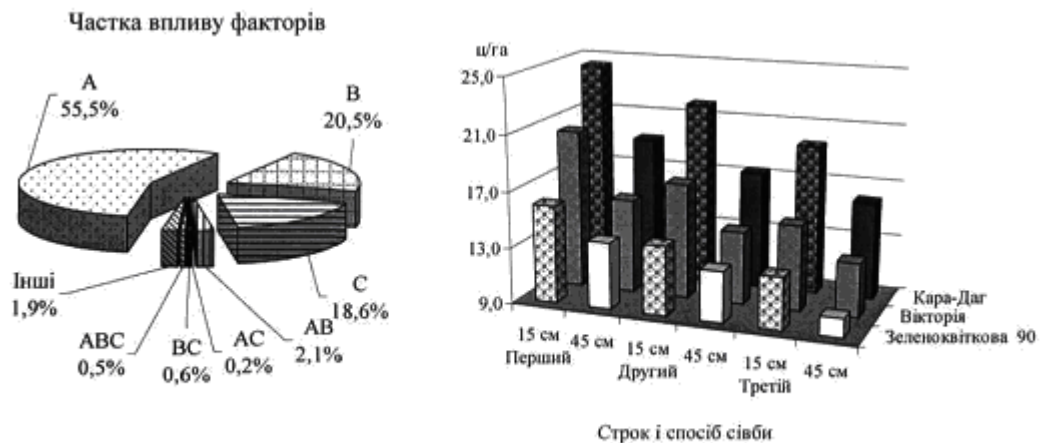 Частка впливу факторів
A
55,5%
B
20,5%
C
18,6%
AB
2,1%
AC
0,2%
BC
0,6%
ABC
0,5%
Інші
1,9%
ц/га
25,0
21,0
17,0
13,0
9,0
15 см 45 см 15 см 45 см 15 см 45 см
Перший Другий Третій
Кара-Даг
Вікторія
Зеленоквіткова 90
Строк і спосіб сівби